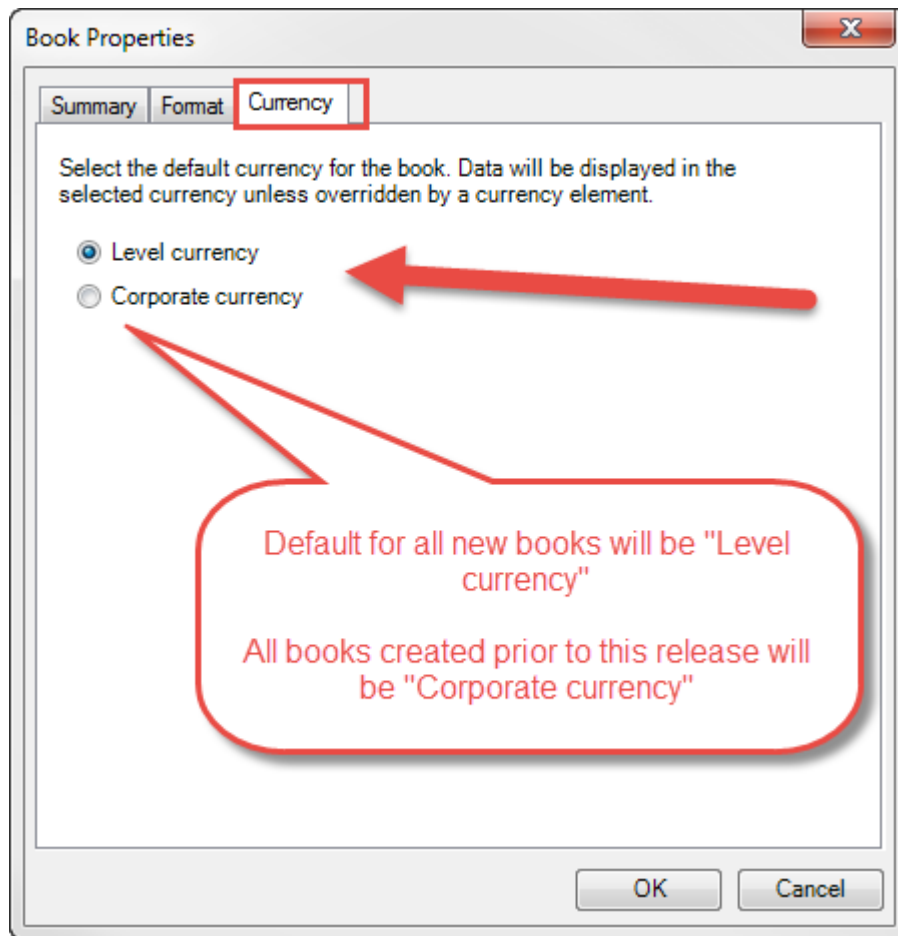 Book Properties
Summary Format Currency
Select the default currency for the book. Data will be displayed in the
selected currency unless overridden by a currency element.
Level currency
Corporate currency
Default for all new books will be "Level
currency"
All books created prior to this release will
be "Corporate currency"
OK Cancel